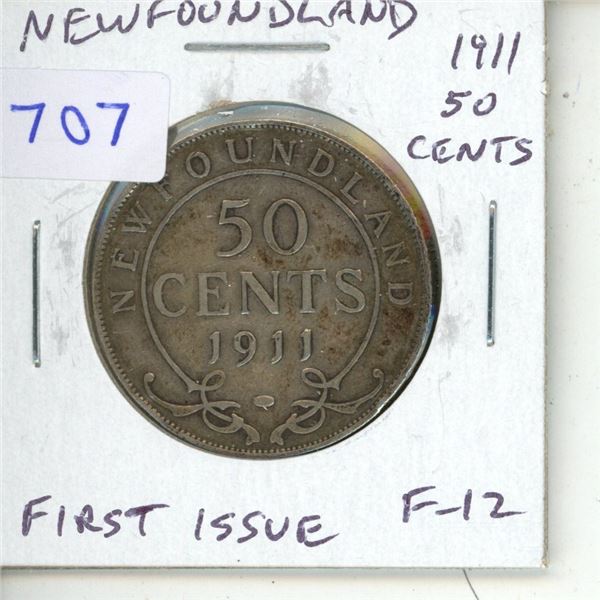 NEWFOUNDLAND
1911
50
CENTS
707
NEWFOUNDLAND
50
CENTS
1911
FIRST ISSUE
F-12